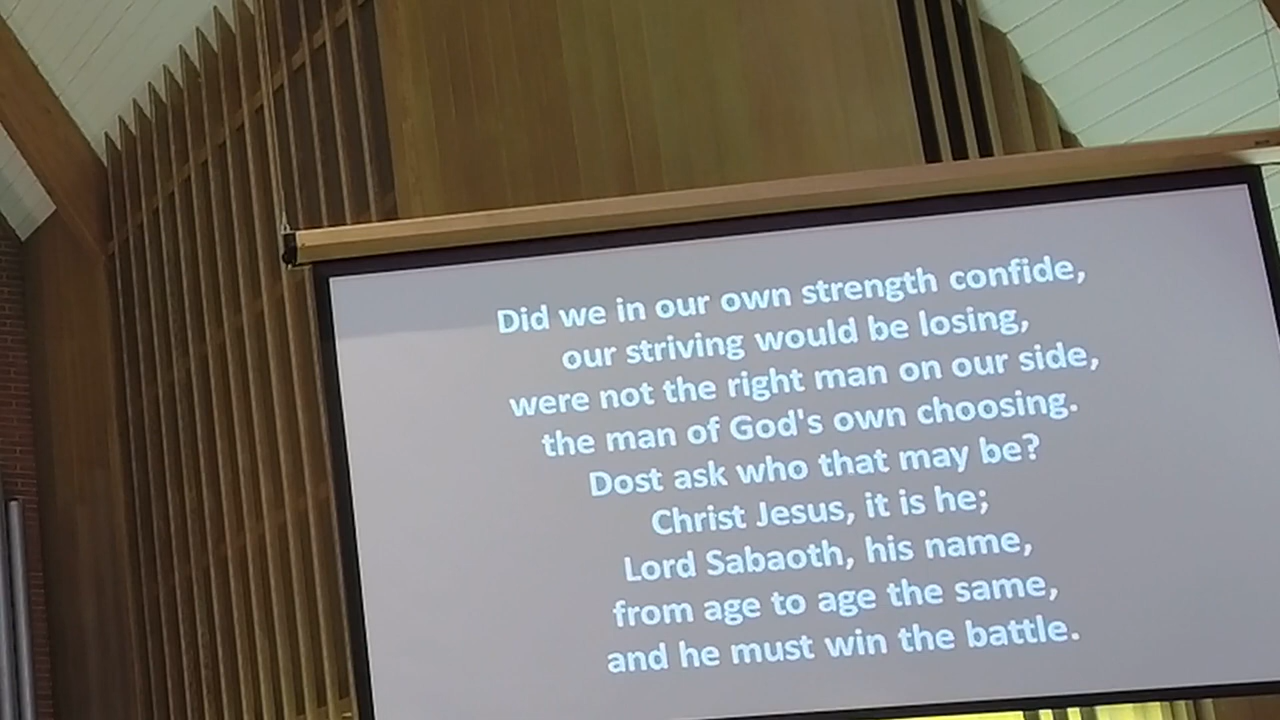 Did we in our own strength confide,
our striving would be losing,
were not the right man on our side,
the man of God's own choosing.
Dost ask who that may be?
Christ Jesus, it is he;
Lord Sabaoth, his name,
from age to age the same,
and he must win the battle.